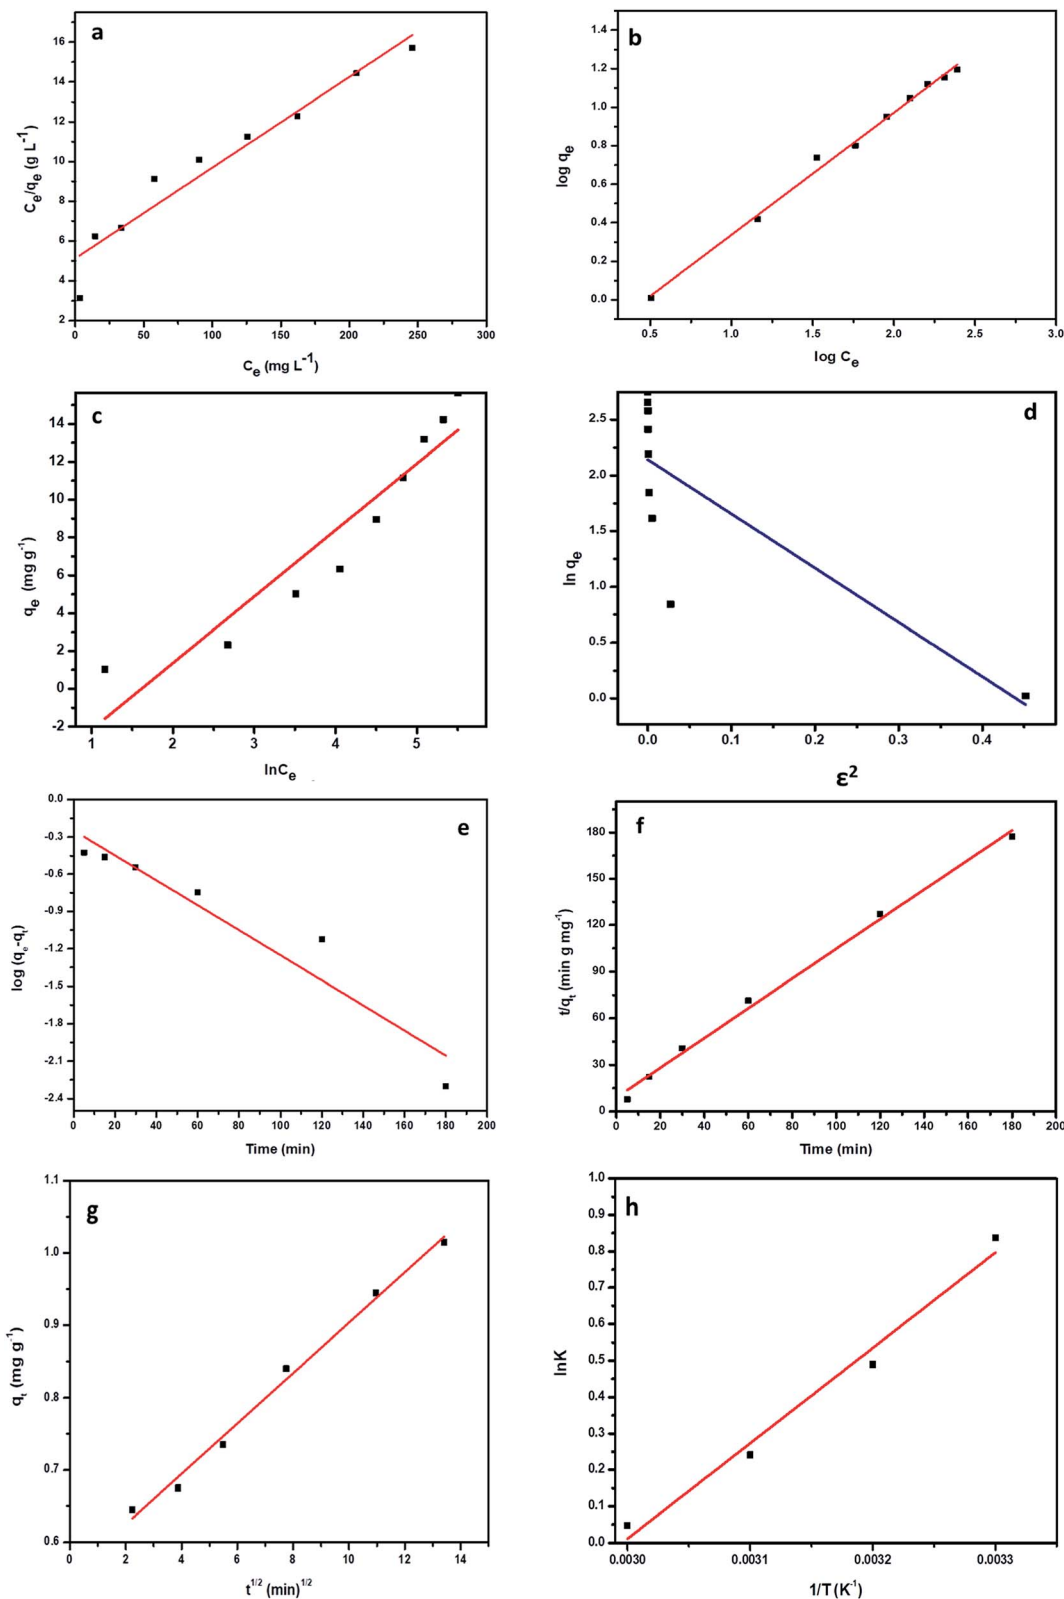 a
16
14
12
10
8
6
4
2
C_e/q_e (g L⁻¹)
0 50 100 150 200 250 300
C_e (mg L⁻¹)
b
1.4
1.2
1.0
0.8
0.6
0.4
0.2
0.0
log q_e
0.5 1.0 1.5 2.0 2.5 3.0
log C_e
c
14
12
10
8
6
4
2
0
-2
q_e (mg g⁻¹)
1 2 3 4 5
lnC_e
d
2.5
2.0
1.5
1.0
0.5
0.0
ln q_e
0.0 0.1 0.2 0.3 0.4
ε²
e
0.0
-0.3
-0.6
-0.9
-1.2
-1.5
-1.8
-2.1
-2.4
log (q_e-q_t)
0 20 40 60 80 100 120 140 160 180 200
Time (min)
f
180
150
120
90
60
30
0
t/q_t (min g mg⁻¹)
0 20 40 60 80 100 120 140 160 180 200
Time (min)
g
1.1
1.0
0.9
0.8
0.7
0.6
q_t (mg g⁻¹)
0 2 4 6 8 10 12 14
t^1/2 (min)^1/2
h
1.0
0.9
0.8
0.7
0.6
0.5
0.4
0.3
0.2
0.1
0.0
lnK
0.0030 0.0031 0.0032 0.0033
1/T (K⁻¹)